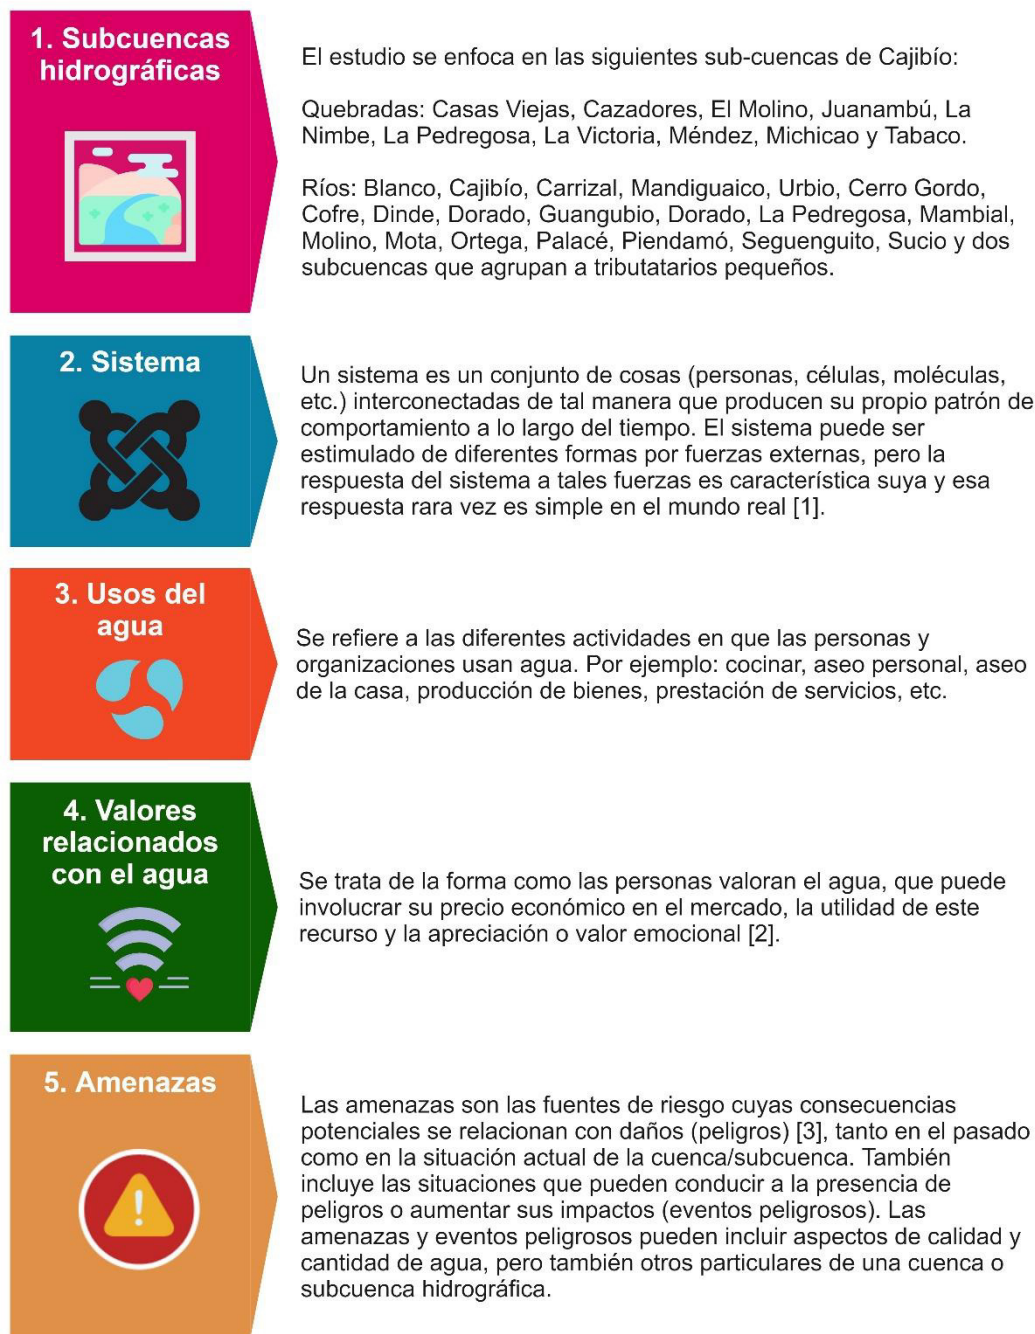 1. Subcuencas
hidrográficas
El estudio se enfoca en las siguientes sub-cuencas de Cajibío:
Quebradas: Casas Viejas, Cazadores, El Molino, Juanambú, La
Nimbe, La Pedregosa, La Victoria, Méndez, Michicao y Tabaco.
Ríos: Blanco, Cajibío, Carrizal, Mandiguaico, Urbio, Cerro Gordo,
Cofre, Dinde, Dorado, Guangubio, Dorado, La Pedregosa, Mambial,
Molino, Mota, Ortega, Palacé, Piendamó, Seguenguito, Sucio y dos
subcuencas que agrupan a tributatarios pequeños.
2. Sistema
Un sistema es un conjunto de cosas (personas, células, moléculas,
etc.) interconectadas de tal manera que producen su propio patrón de
comportamiento a lo largo del tiempo. El sistema puede ser
estimulado de diferentes formas por fuerzas externas, pero la
respuesta del sistema a tales fuerzas es característica suya y esa
respuesta rara vez es simple en el mundo real [1].
3. Usos del
agua
Se refiere a las diferentes actividades en que las personas y
organizaciones usan agua. Por ejemplo: cocinar, aseo personal, aseo
de la casa, producción de bienes, prestación de servicios, etc.
4. Valores
relacionados
con el agua
Se trata de la forma como las personas valoran el agua, que puede
involucrar su precio económico en el mercado, la utilidad de este
recurso y la apreciación o valor emocional [2].
5. Amenazas
Las amenazas son las fuentes de riesgo cuyas consecuencias
potenciales se relacionan con daños (peligros) [3], tanto en el pasado
como en la situación actual de la cuenca/subcuenca. También
incluye las situaciones que pueden conducir a la presencia de
peligros o aumentar sus impactos (eventos peligrosos). Las
amenazas y eventos peligrosos pueden incluir aspectos de calidad y
cantidad de agua, pero también otros particulares de una cuenca o
subcuenca hidrográfica.